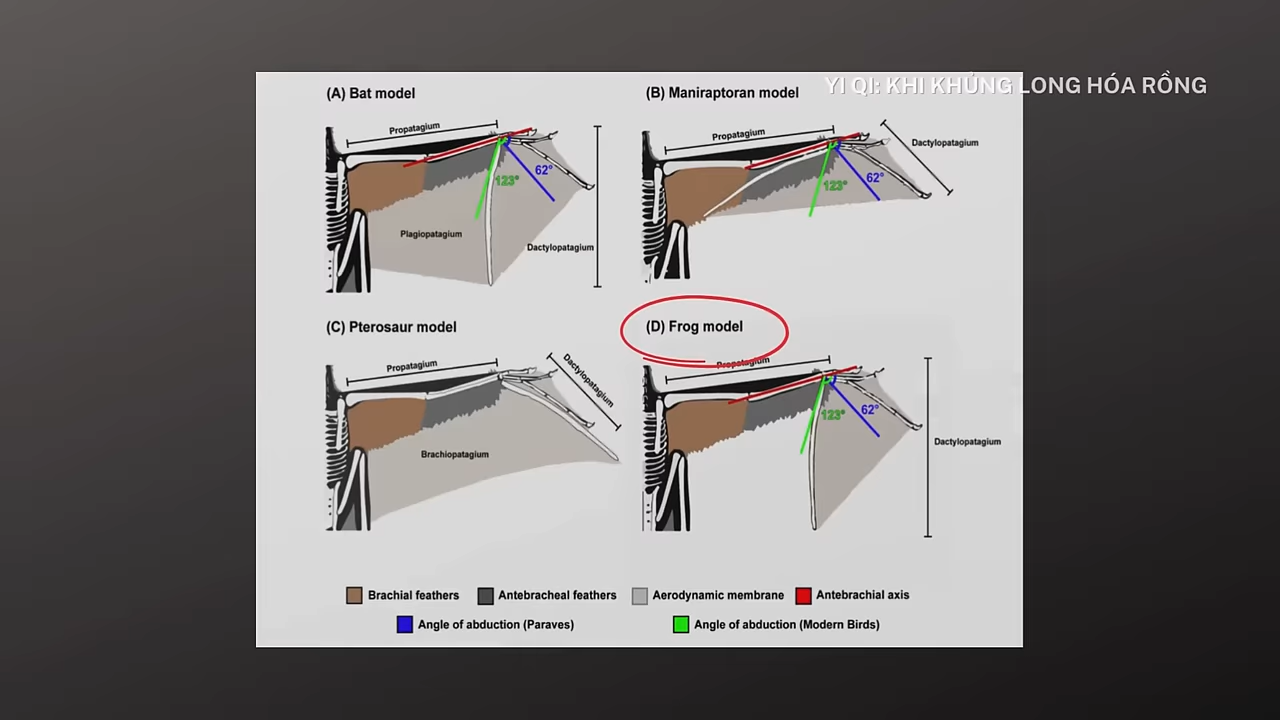 YI QI: KHI KHỦNG LONG HÓA RỒNG
(A) Bat model
Propatagium
62°
123°
Plagiopatagium
Dactylopatagium
(B) Maniraptoran model
Propatagium
Dactylopatagium
62°
123°
(C) Pterosaur model
Propatagium
Dactylopatagium
Brachiopatagium
(D) Frog model
Propatagium
62°
123°
Dactylopatagium
Brachial feathers
Antebracheal feathers
Aerodynamic membrane
Antebrachial axis
Angle of abduction (Paraves)
Angle of abduction (Modern Birds)